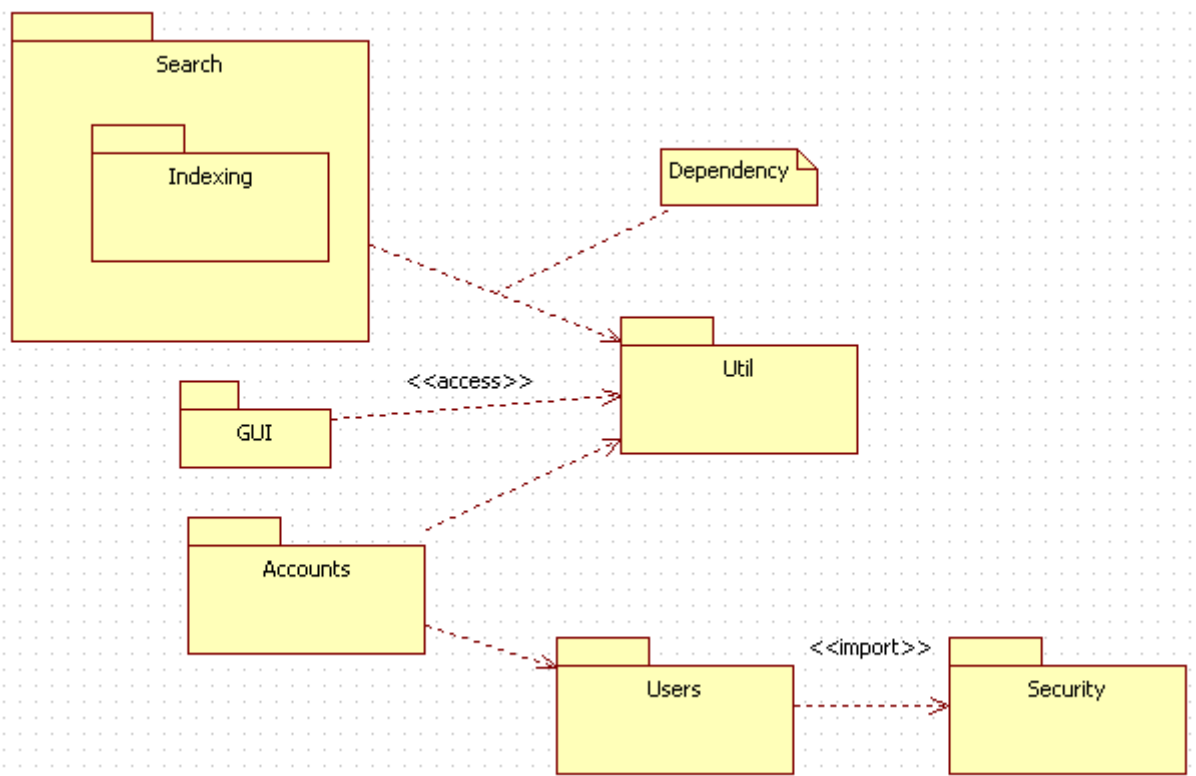 Search
Indexing
Dependency
Util
<<access>>
GUI
Accounts
<<import>>
Users
Security